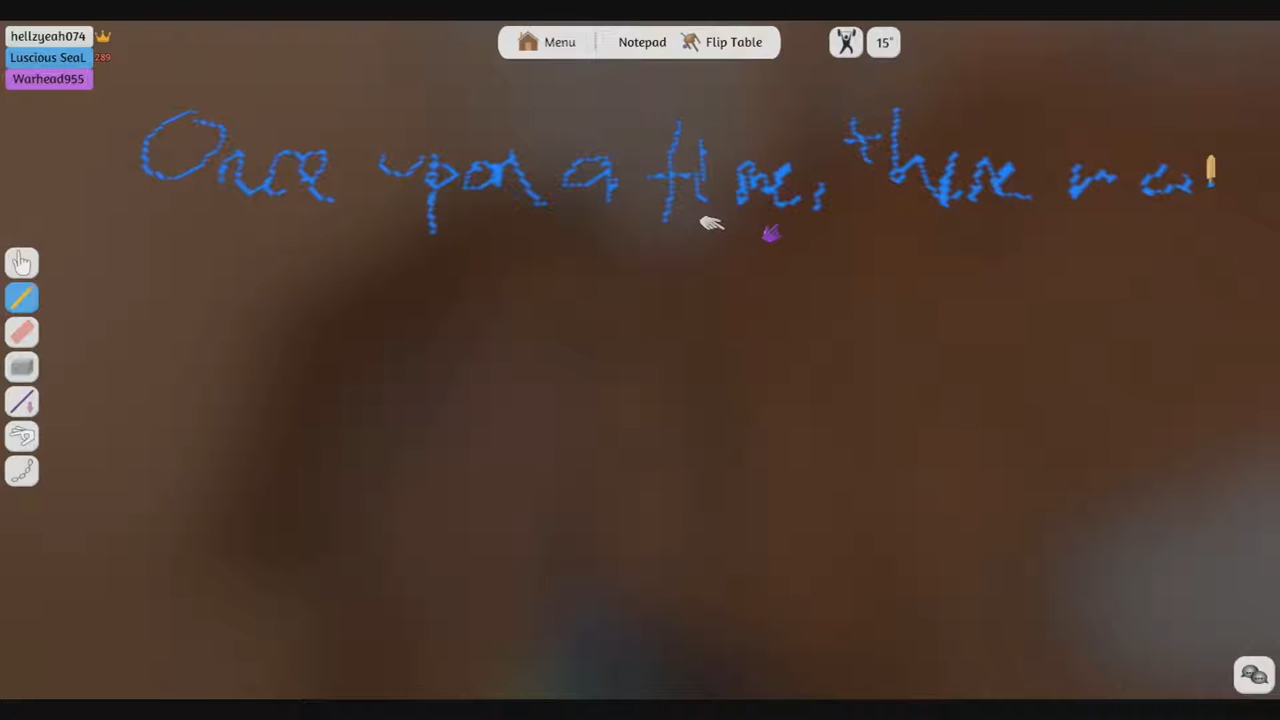 hellzyeah074
Menu
Notepad
Flip Table
15°
Luscious SeaL 289
Warhead955
Once upon a time, there